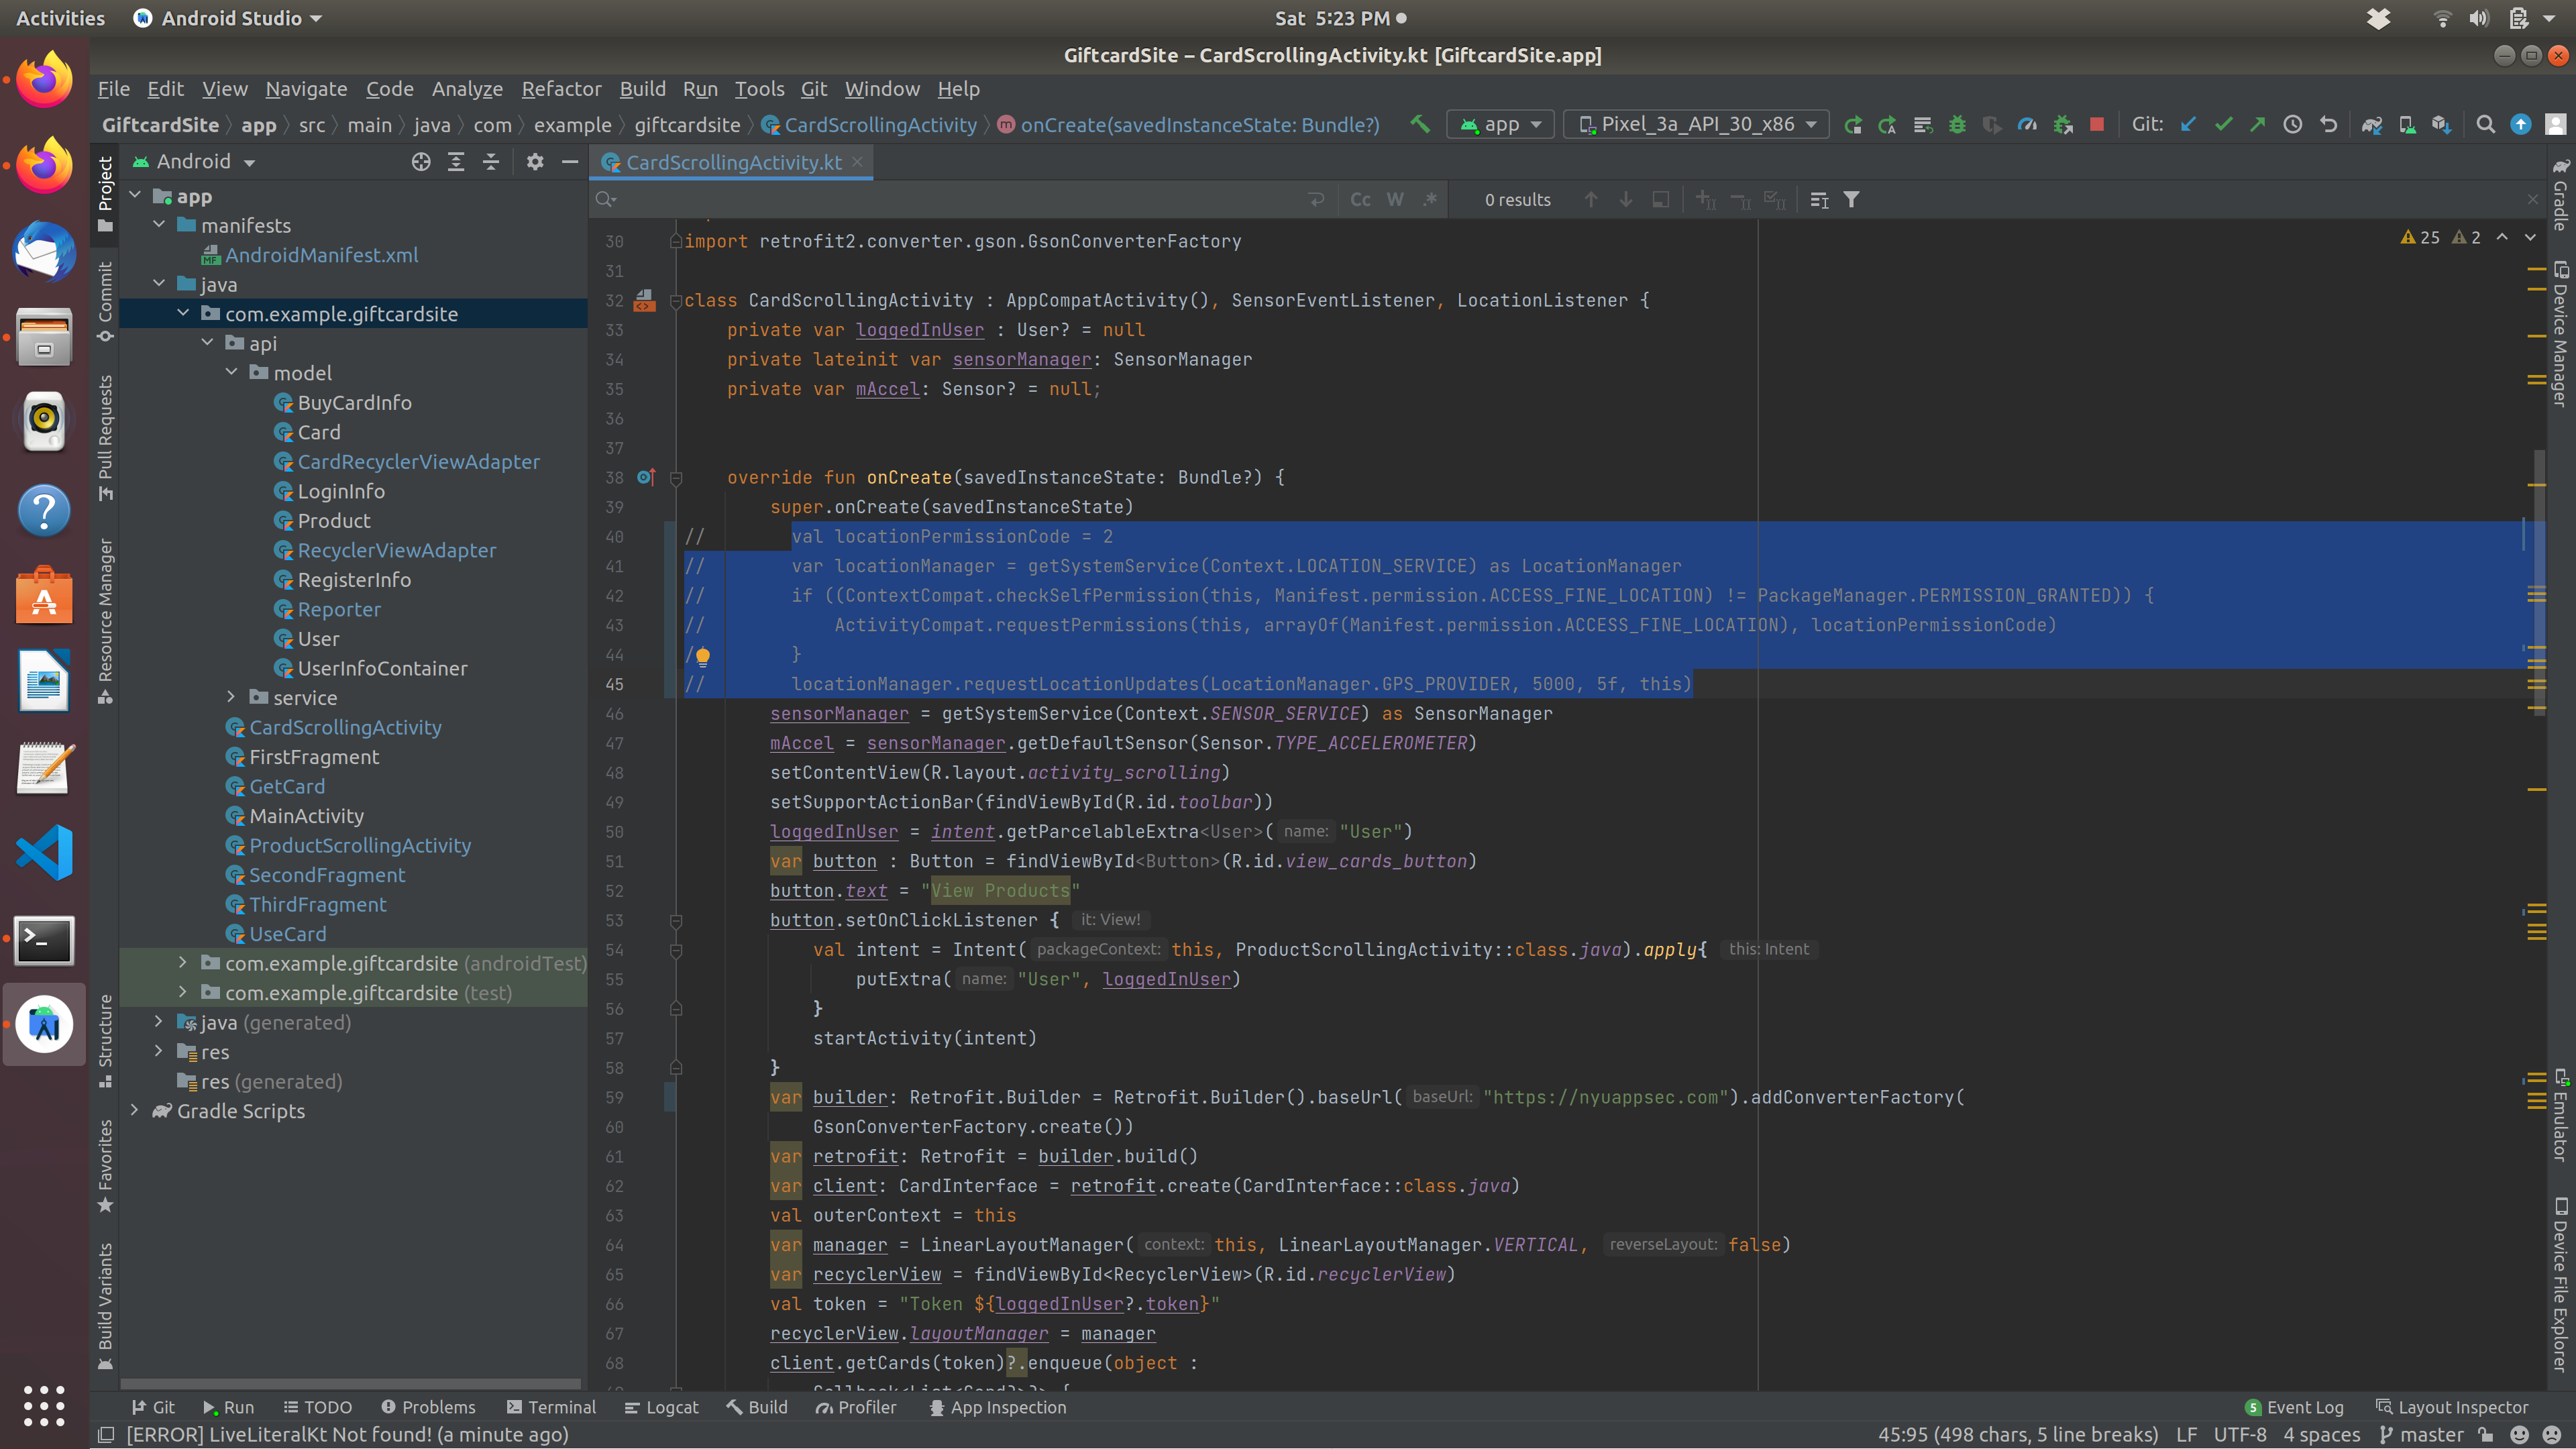 Activities Android Studio Sat 5:23 PM
GiftcardSite – CardScrollingActivity.kt [GiftcardSite.app]
File Edit View Navigate Code Analyze Refactor Build Run Tools Git Window Help
GiftcardSite app src main java com example giftcardsite CardScrollingActivity onCreate(savedInstanceState: Bundle?) app Pixel_3a_API_30_x86 Git:
Android
CardScrollingActivity.kt
Cc W .* 0 results
25 2
Project
Commit
Pull Requests
Resource Manager
Structure
Favorites
Build Variants
app
manifests
AndroidManifest.xml
java
com.example.giftcardsite
api
model
BuyCardInfo
Card
CardRecyclerViewAdapter
LoginInfo
Product
RecyclerViewAdapter
RegisterInfo
Reporter
User
UserInfoContainer
service
CardScrollingActivity
FirstFragment
GetCard
MainActivity
ProductScrollingActivity
SecondFragment
ThirdFragment
UseCard
com.example.giftcardsite (androidTest)
com.example.giftcardsite (test)
java (generated)
res
res (generated)
Gradle Scripts
30 import retrofit2.converter.gson.GsonConverterFactory
31
32 class CardScrollingActivity : AppCompatActivity(), SensorEventListener, LocationListener {
33 private var loggedInUser : User? = null
34 private lateinit var sensorManager: SensorManager
35 private var mAccel: Sensor? = null;
36
37
38 override fun onCreate(savedInstanceState: Bundle?) {
39 super.onCreate(savedInstanceState)
40 // val locationPermissionCode = 2
41 // var locationManager = getSystemService(Context.LOCATION_SERVICE) as LocationManager
42 // if ((ContextCompat.checkSelfPermission(this, Manifest.permission.ACCESS_FINE_LOCATION) != PackageManager.PERMISSION_GRANTED)) {
43 // ActivityCompat.requestPermissions(this, arrayOf(Manifest.permission.ACCESS_FINE_LOCATION), locationPermissionCode)
44 / }
45 // locationManager.requestLocationUpdates(LocationManager.GPS_PROVIDER, 5000, 5f, this)
46 sensorManager = getSystemService(Context.SENSOR_SERVICE) as SensorManager
47 mAccel = sensorManager.getDefaultSensor(Sensor.TYPE_ACCELEROMETER)
48 setContentView(R.layout.activity_scrolling)
49 setSupportActionBar(findViewById(R.id.toolbar))
50 loggedInUser = intent.getParcelableExtra<User>( name: "User")
51 var button : Button = findViewById<Button>(R.id.view_cards_button)
52 button.text = "View Products"
53 button.setOnClickListener { it: View!
54 val intent = Intent( packageContext: this, ProductScrollingActivity::class.java).apply{ this: Intent
55 putExtra( name: "User", loggedInUser)
56 }
57 startActivity(intent)
58 }
59 var builder: Retrofit.Builder = Retrofit.Builder().baseUrl( baseUrl: "https://nyuappsec.com").addConverterFactory(
60 GsonConverterFactory.create())
61 var retrofit: Retrofit = builder.build()
62 var client: CardInterface = retrofit.create(CardInterface::class.java)
63 val outerContext = this
64 var manager = LinearLayoutManager( context: this, LinearLayoutManager.VERTICAL, reverseLayout: false)
65 var recyclerView = findViewById<RecyclerView>(R.id.recyclerView)
66 val token = "Token ${loggedInUser?.token}"
67 recyclerView.layoutManager = manager
68 client.getCards(token)?.enqueue(object :
Gradle
Device Manager
Emulator
Device File Explorer
Git Run TODO Problems Terminal Logcat Build Profiler App Inspection 5 Event Log Layout Inspector
[ERROR] LiveLiteralKt Not found! (a minute ago) 45:95 (498 chars, 5 line breaks) LF UTF-8 4 spaces master